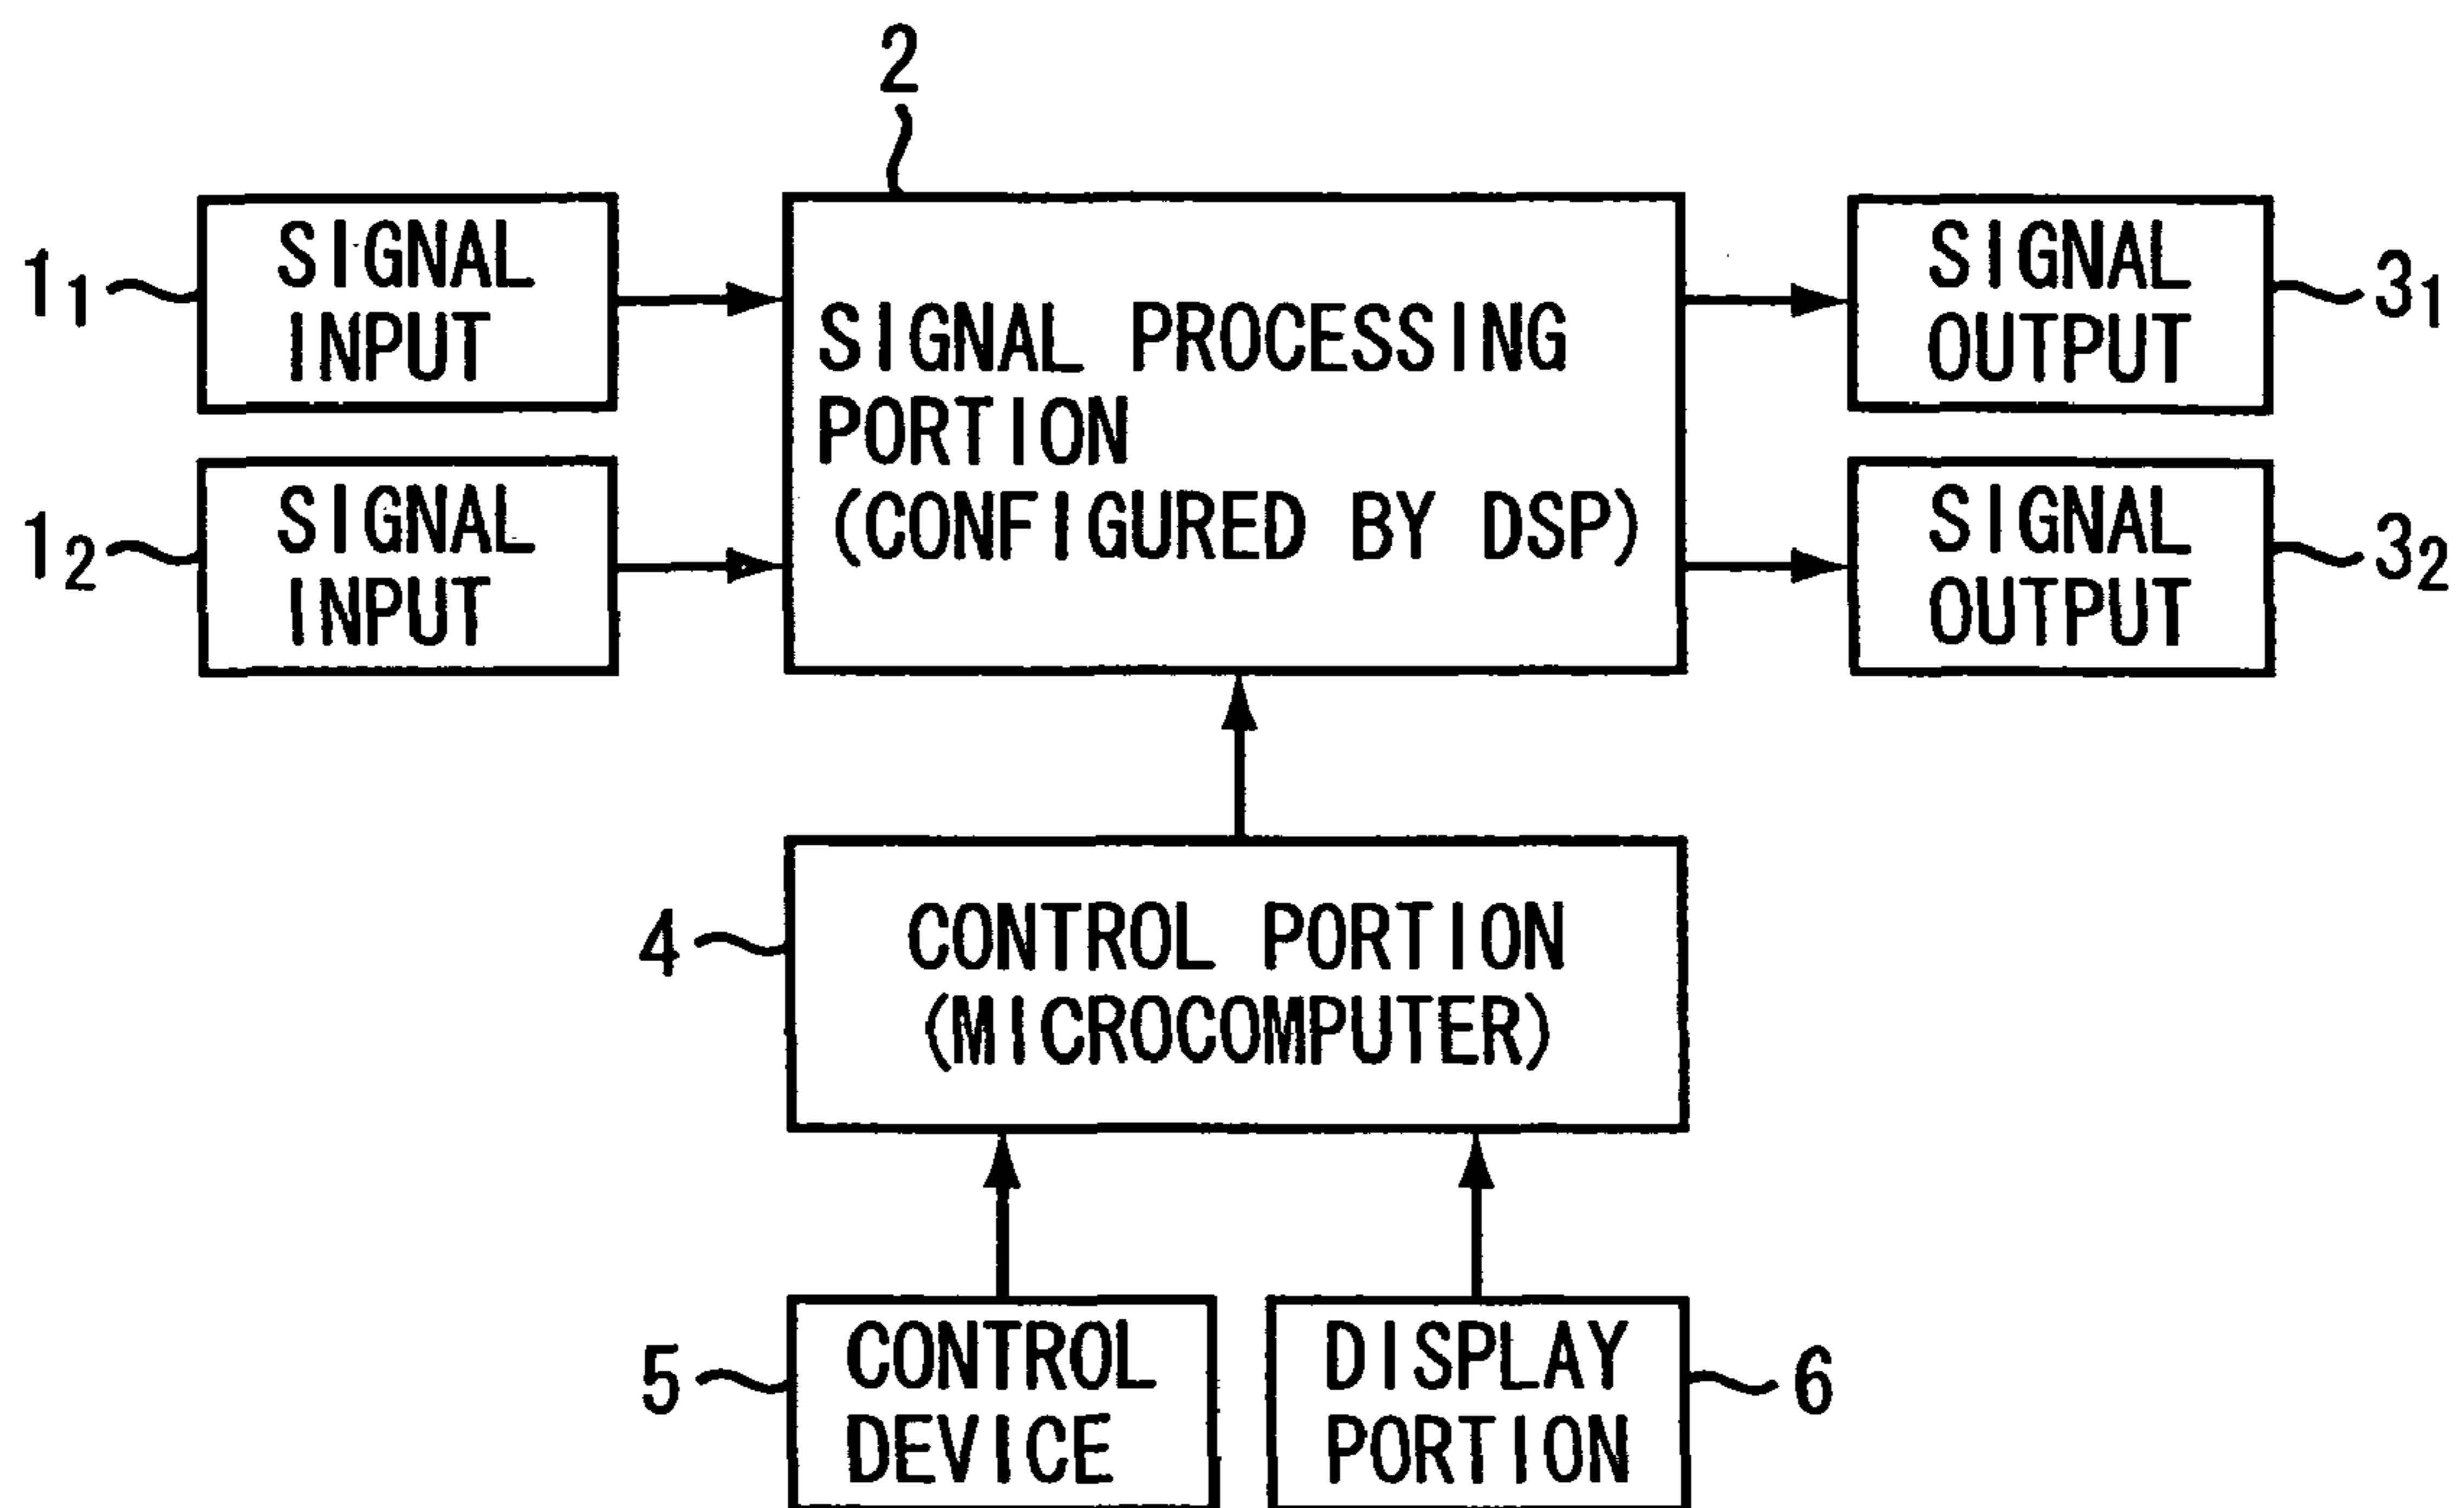 2
1₁
SIGNAL
INPUT
SIGNAL PROCESSING
PORTION
(CONFIGURED BY DSP)
SIGNAL
OUTPUT
3₁
1₂
SIGNAL
INPUT
SIGNAL
OUTPUT
3₂
4
CONTROL PORTION
(MICROCOMPUTER)
5
CONTROL
DEVICE
DISPLAY
PORTION
6